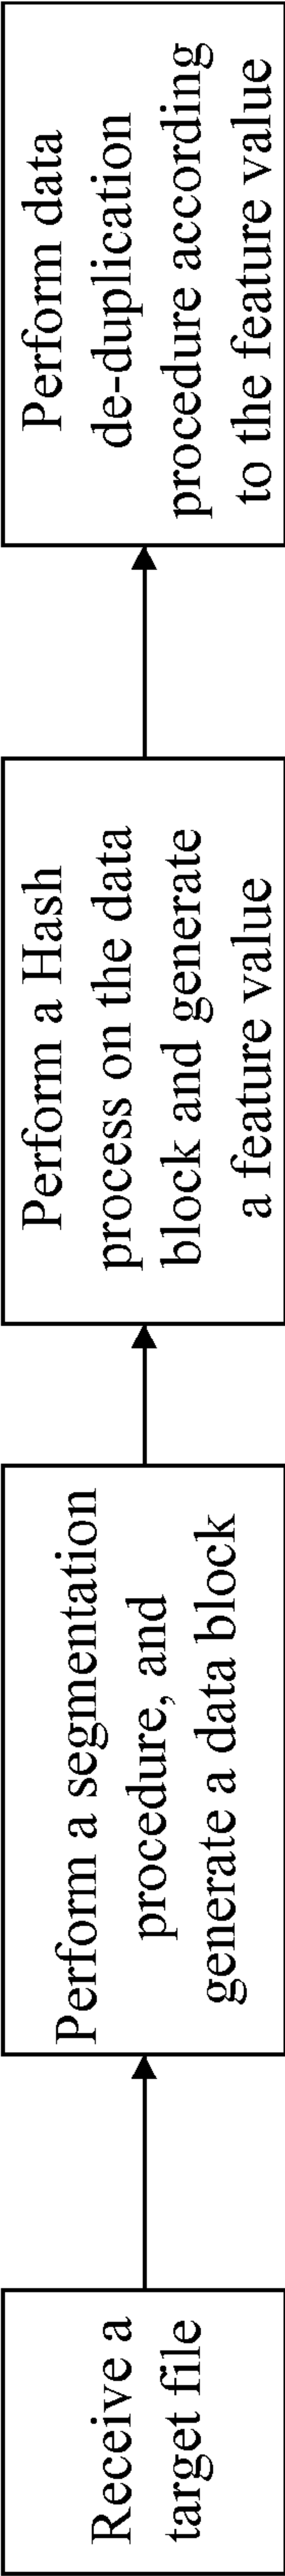 Receive a
target file
Perform a segmentation
procedure, and
generate a data block
Perform a Hash
process on the data
block and generate
a feature value
Perform data
de-duplication
procedure according
to the feature value